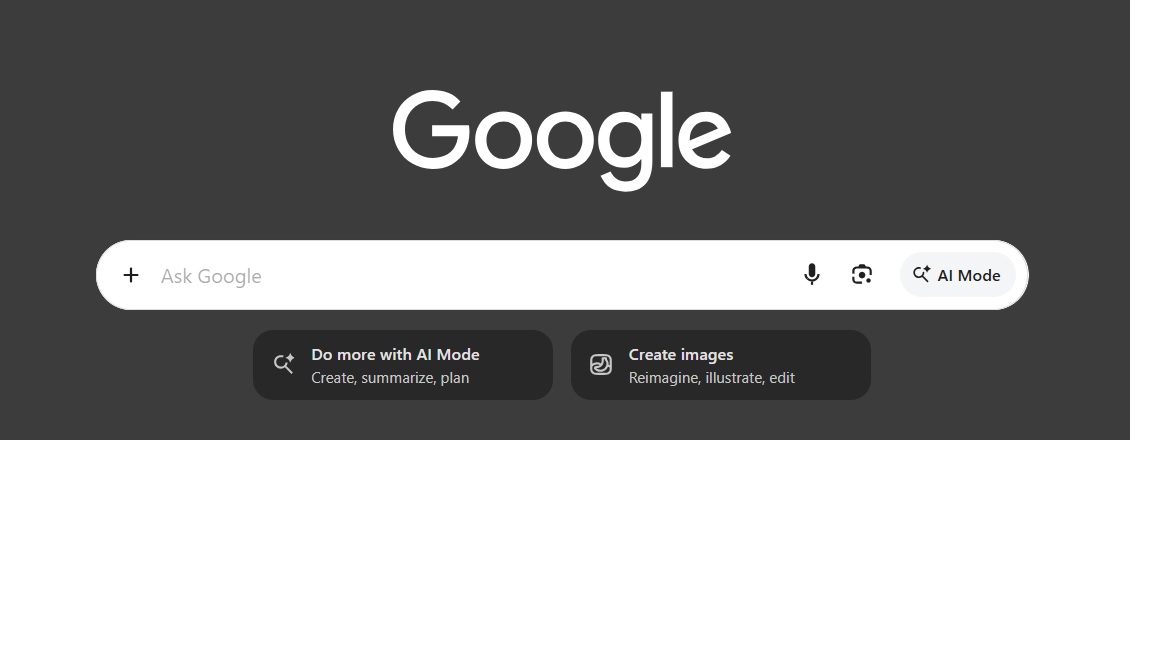 Google
Ask Google
AI Mode
Do more with AI Mode
Create, summarize, plan
Create images
Reimagine, illustrate, edit